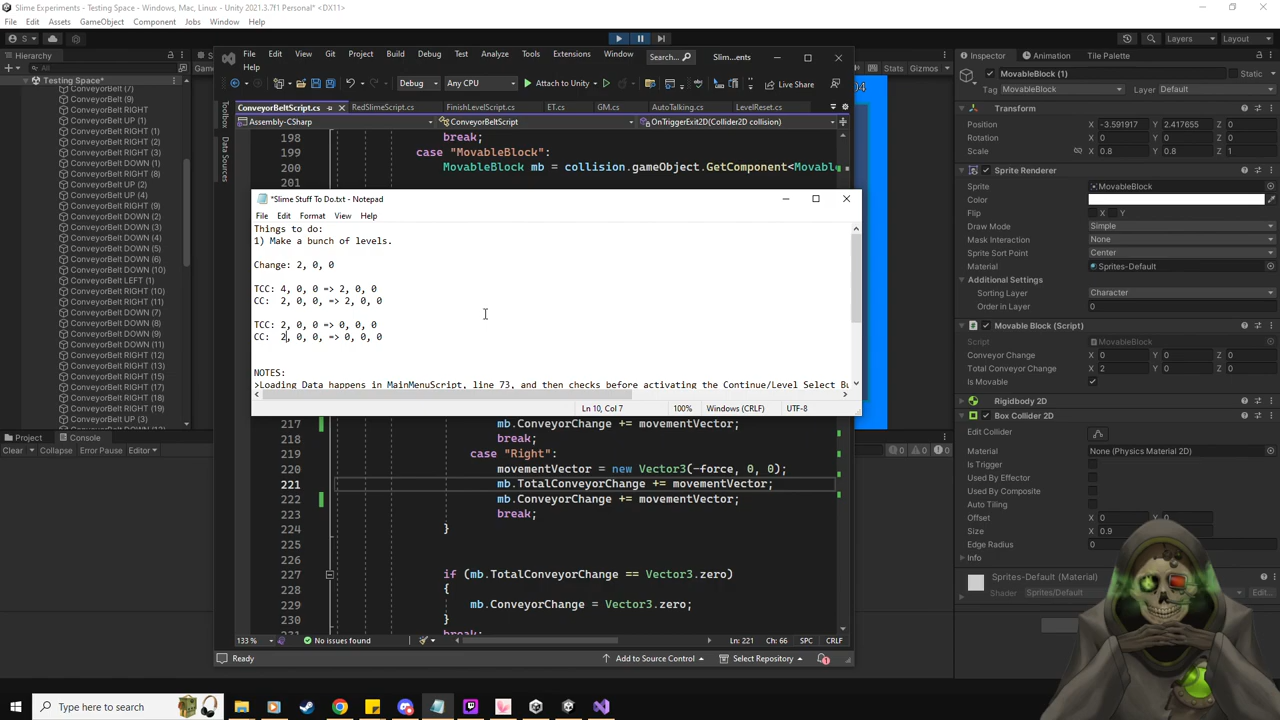 Slime Experiments - Testing Space - Windows, Mac, Linux - Unity 2021.3.7f1 Personal* <DX11>
File Edit Assets GameObject Component Jobs Window Help
S
Layers Layout
Hierarchy
Inspector Animation Tile Palette
Testing Space*
ConveyorBelt (7)
ConveyorBelt (9)
ConveyorBelt RIGHT
ConveyorBelt UP (1)
ConveyorBelt RIGHT (1)
ConveyorBelt RIGHT (2)
ConveyorBelt RIGHT (3)
ConveyorBelt DOWN (1)
ConveyorBelt RIGHT (8)
ConveyorBelt UP (2)
ConveyorBelt UP (4)
ConveyorBelt RIGHT (9)
ConveyorBelt DOWN (2)
ConveyorBelt DOWN (3)
ConveyorBelt DOWN (4)
ConveyorBelt DOWN (5)
ConveyorBelt DOWN (6)
ConveyorBelt DOWN (10)
ConveyorBelt LEFT (1)
ConveyorBelt RIGHT (10)
ConveyorBelt RIGHT (11)
ConveyorBelt DOWN (7)
ConveyorBelt DOWN (8)
ConveyorBelt DOWN (9)
ConveyorBelt DOWN (11)
ConveyorBelt RIGHT (12)
ConveyorBelt RIGHT (13)
ConveyorBelt RIGHT (15)
ConveyorBelt RIGHT (17)
ConveyorBelt RIGHT (19)
ConveyorBelt UP (3)
Project Console
Clear Collapse Error Pause Editor
File Edit View Git Project Build Debug Test Analyze Tools Extensions Window Search... Slim...ents
Help
Debug Any CPU Attach to Unity Live Share
Toolbox
Data Sources
ConveyorBeltScript.cs RedSlimeScript.cs FinishLevelScript.cs ET.cs GM.cs AutoTalking.cs LevelReset.cs
Assembly-CSharp ConveyorBeltScript OnTriggerExit2D(Collider2D collision)
198 break;
199 case "MovableBlock":
200 MovableBlock mb = collision.gameObject.GetComponent<Movabl
201
*Slime Stuff To Do.txt - Notepad
File Edit Format View Help
Things to do:
1) Make a bunch of levels.
Change: 2, 0, 0
TCC: 4, 0, 0 => 2, 0, 0
CC: 2, 0, 0, => 2, 0, 0
TCC: 2, 0, 0 => 0, 0, 0
CC: 2, 0, 0, => 0, 0, 0
NOTES:
>Loading Data happens in MainMenuScript, line 73, and then checks before activating the Continue/Level Select Bu
Ln 10, Col 7 100% Windows (CRLF) UTF-8
217 mb.ConveyorChange += movementVector;
218 break;
219 case "Right":
220 movementVector = new Vector3(-force, 0, 0);
221 mb.TotalConveyorChange += movementVector;
222 mb.ConveyorChange += movementVector;
223 break;
224 }
225
226
227 if (mb.TotalConveyorChange == Vector3.zero)
228 {
229 mb.ConveyorChange = Vector3.zero;
230 }
231 break;
133 % No issues found Ln: 221 Ch: 66 SPC CRLF
Ready Add to Source Control Select Repository
Stats Gizmos
04
MovableBlock (1) Static
Tag MovableBlock Layer Default
Transform
Position X -3.591917 Y 2.417655 Z 0
Rotation X 0 Y 0 Z 0
Scale X 0.8 Y 0.8 Z 1
Sprite Renderer
Sprite MovableBlock
Color
Flip X Y
Draw Mode Simple
Mask Interaction None
Sprite Sort Point Center
Material Sprites-Default
Additional Settings
Sorting Layer Character
Order in Layer 0
Movable Block (Script)
Script MovableBlock
Conveyor Change X 0 Y 0 Z 0
Total Conveyor Change X 2 Y 0 Z 0
Is Movable
Rigidbody 2D
Box Collider 2D
Edit Collider
Material None (Physics Material 2D)
Is Trigger
Used By Effector
Used By Composite
Auto Tiling
Offset X 0 Y 0
Size X 0.9
Edge Radius 0
Info
Sprites-Default (Material)
Shader Sprites/Default Edit...
Type here to search